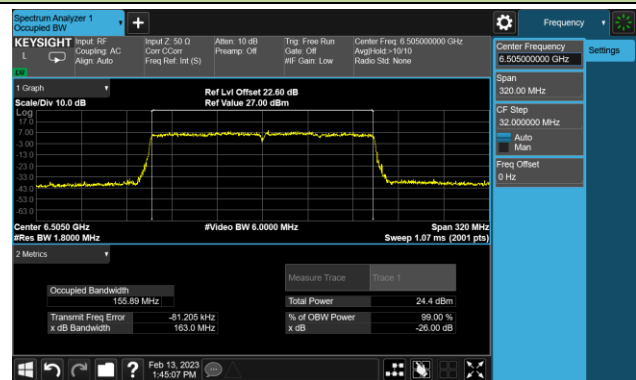 Spectrum Analyzer 1
Occupied BW
+
Frequency
KEYSIGHT
L
Input: RF
Coupling: AC
Align: Auto
Input Z: 50 Ω
Corr CCorr
Freq Ref: Int (S)
Atten: 10 dB
Preamp: Off
Trig: Free Run
Gate: Off
#IF Gain: Low
Center Freq: 6.505000000 GHz
Avg|Hold:>10/10
Radio Std: None
LXI
1 Graph
Scale/Div 10.0 dB
Ref Lvl Offset 22.60 dB
Ref Value 27.00 dBm
Log
17.0
7.00
-3.00
-13.0
-23.0
-33.0
-43.0
-53.0
-63.0
Center 6.5050 GHz
#Res BW 1.8000 MHz
#Video BW 6.0000 MHz
Span 320 MHz
Sweep 1.07 ms (2001 pts)
2 Metrics
Measure Trace
Trace 1
Occupied Bandwidth
155.89 MHz
Total Power
24.4 dBm
Transmit Freq Error
-81.205 kHz
% of OBW Power
99.00 %
x dB Bandwidth
163.0 MHz
x dB
-26.00 dB
Feb 13, 2023
1:45:07 PM
?
Center Frequency
6.505000000 GHz
Settings
Span
320.00 MHz
CF Step
32.000000 MHz
Auto
Man
Freq Offset
0 Hz